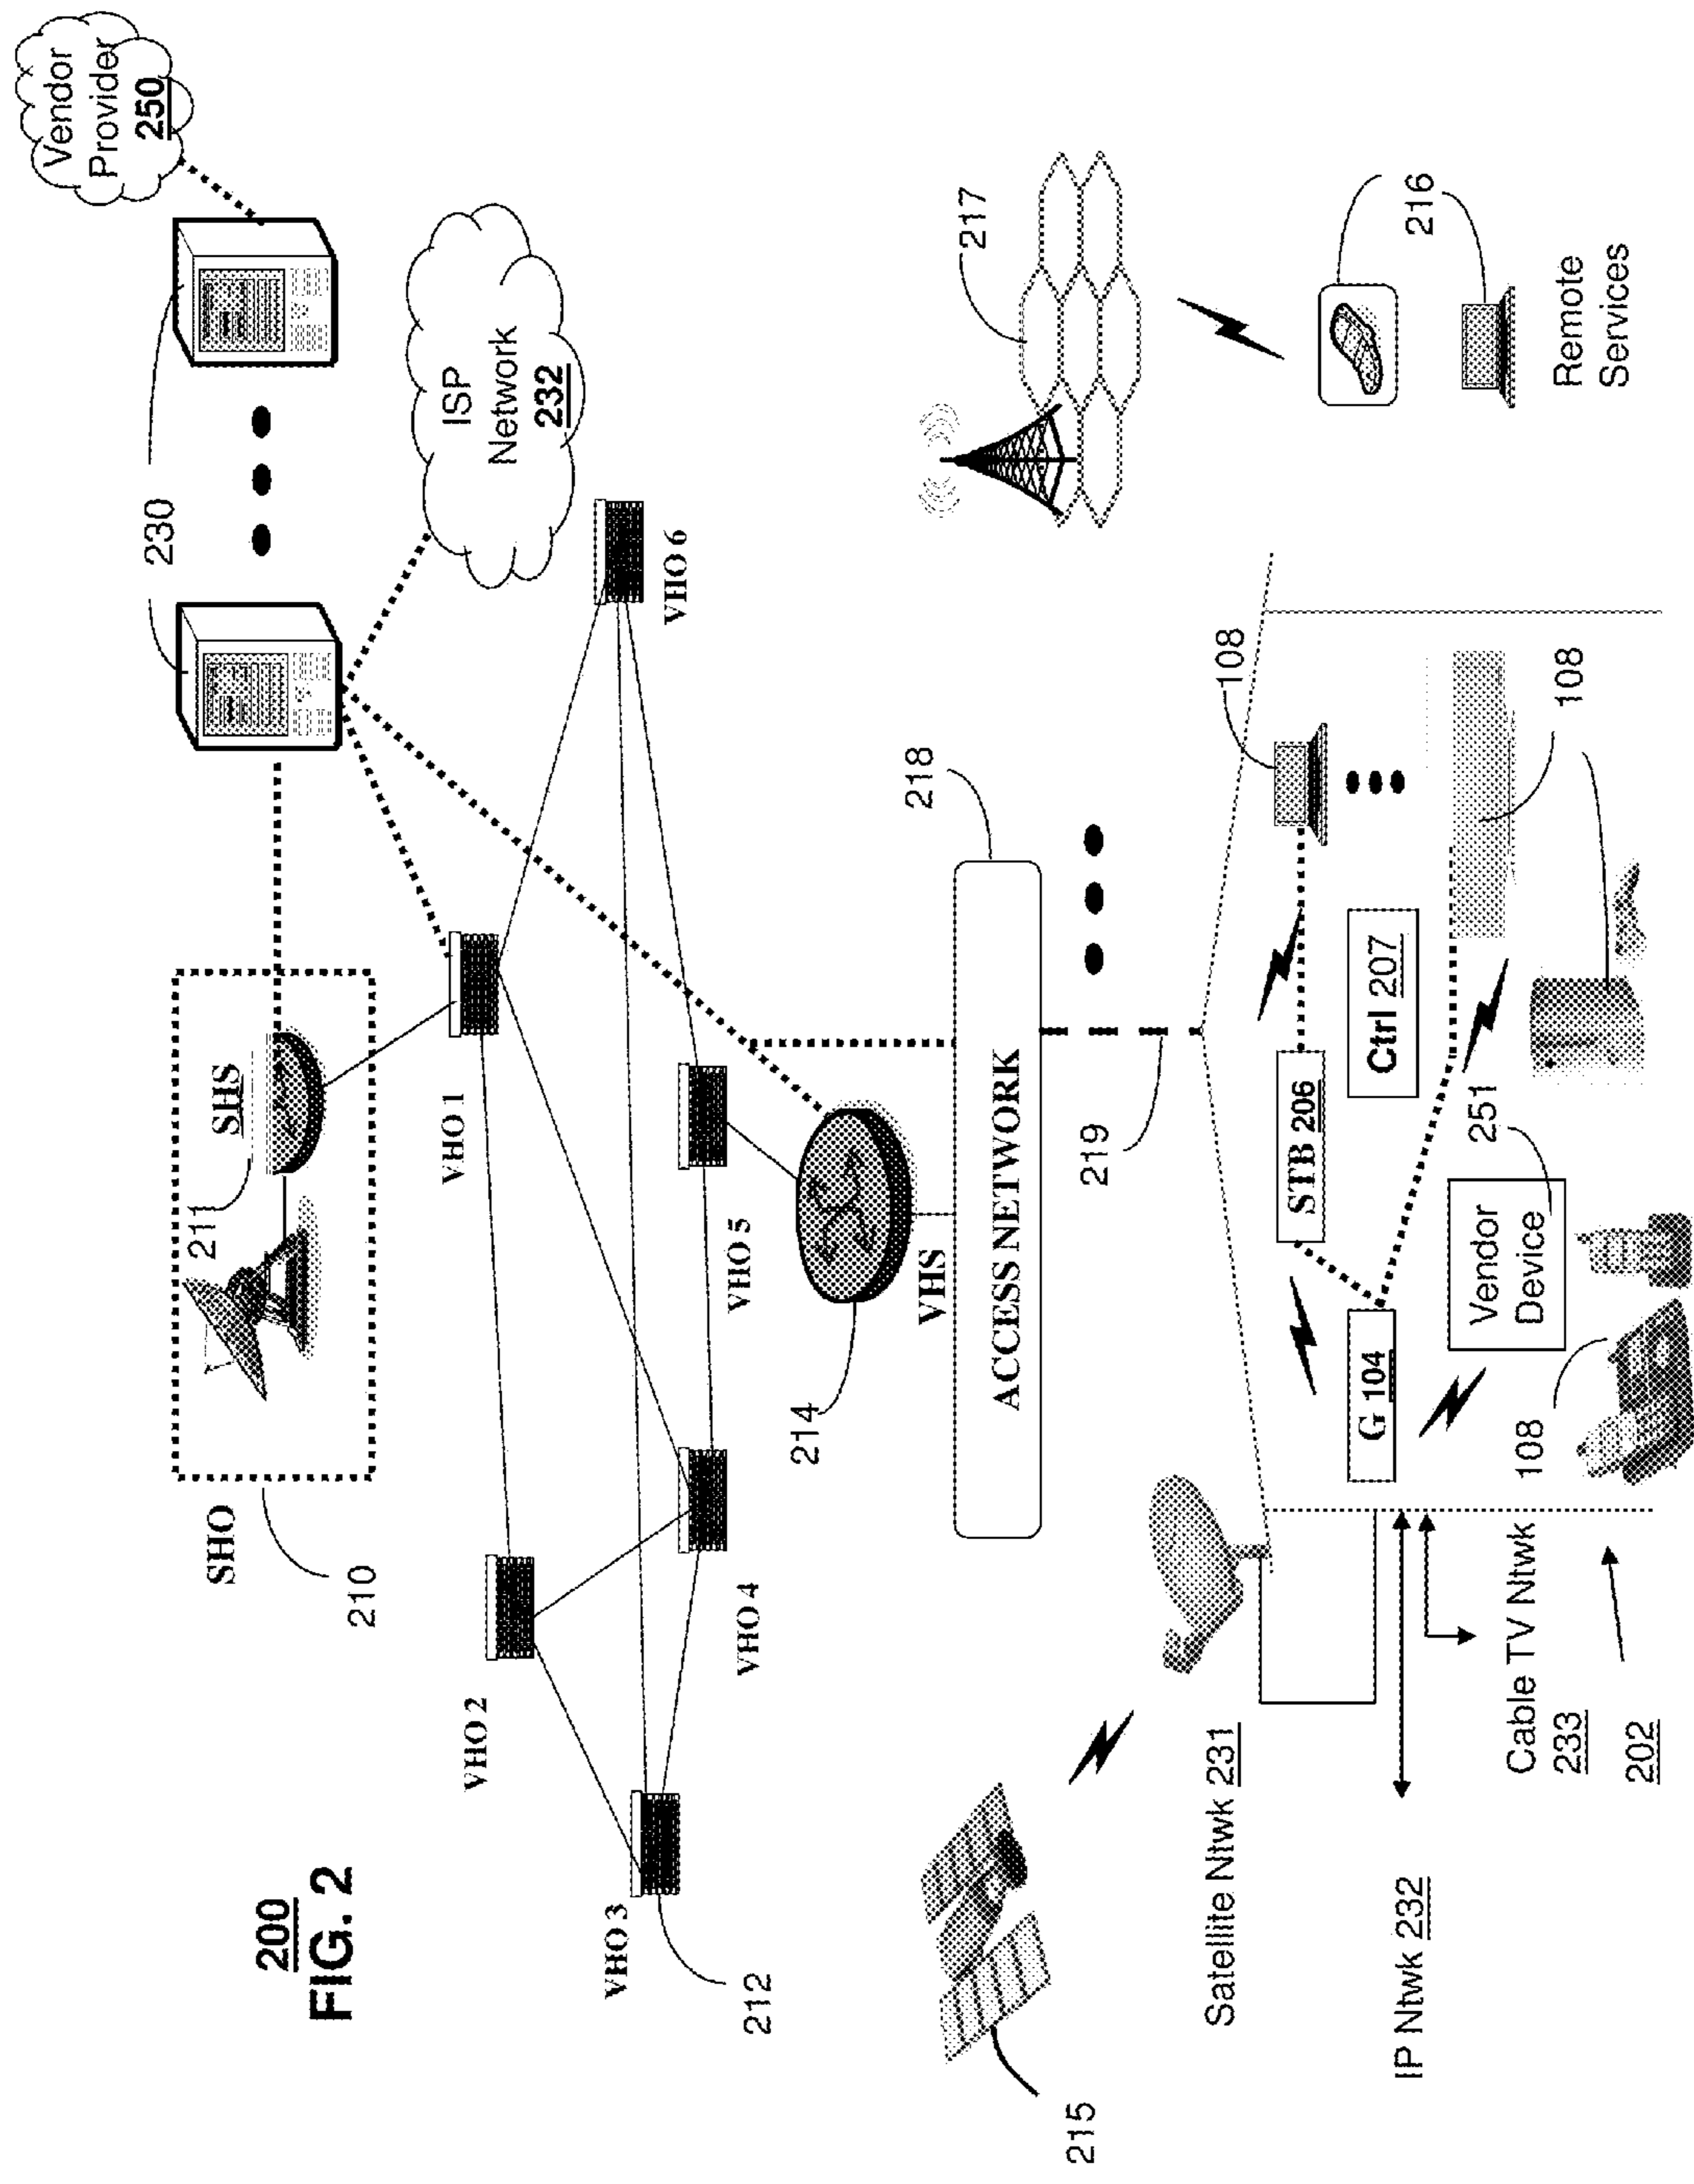 200
FIG. 2
SHO
210
211
SHS
230
Vendor
Provider
250
ISP
Network
232
VHO 1
VHO 2
VHO 3
212
VHO 4
VHO 5
VHO 6
214
VHS
ACCESS NETWORK
218
219
217
216
Remote
Services
215
Satellite Ntwk 231
IP Ntwk 232
Cable TV Ntwk
233
202
G 104
STB 206
Ctrl 207
Vendor
Device
251
108
108
108